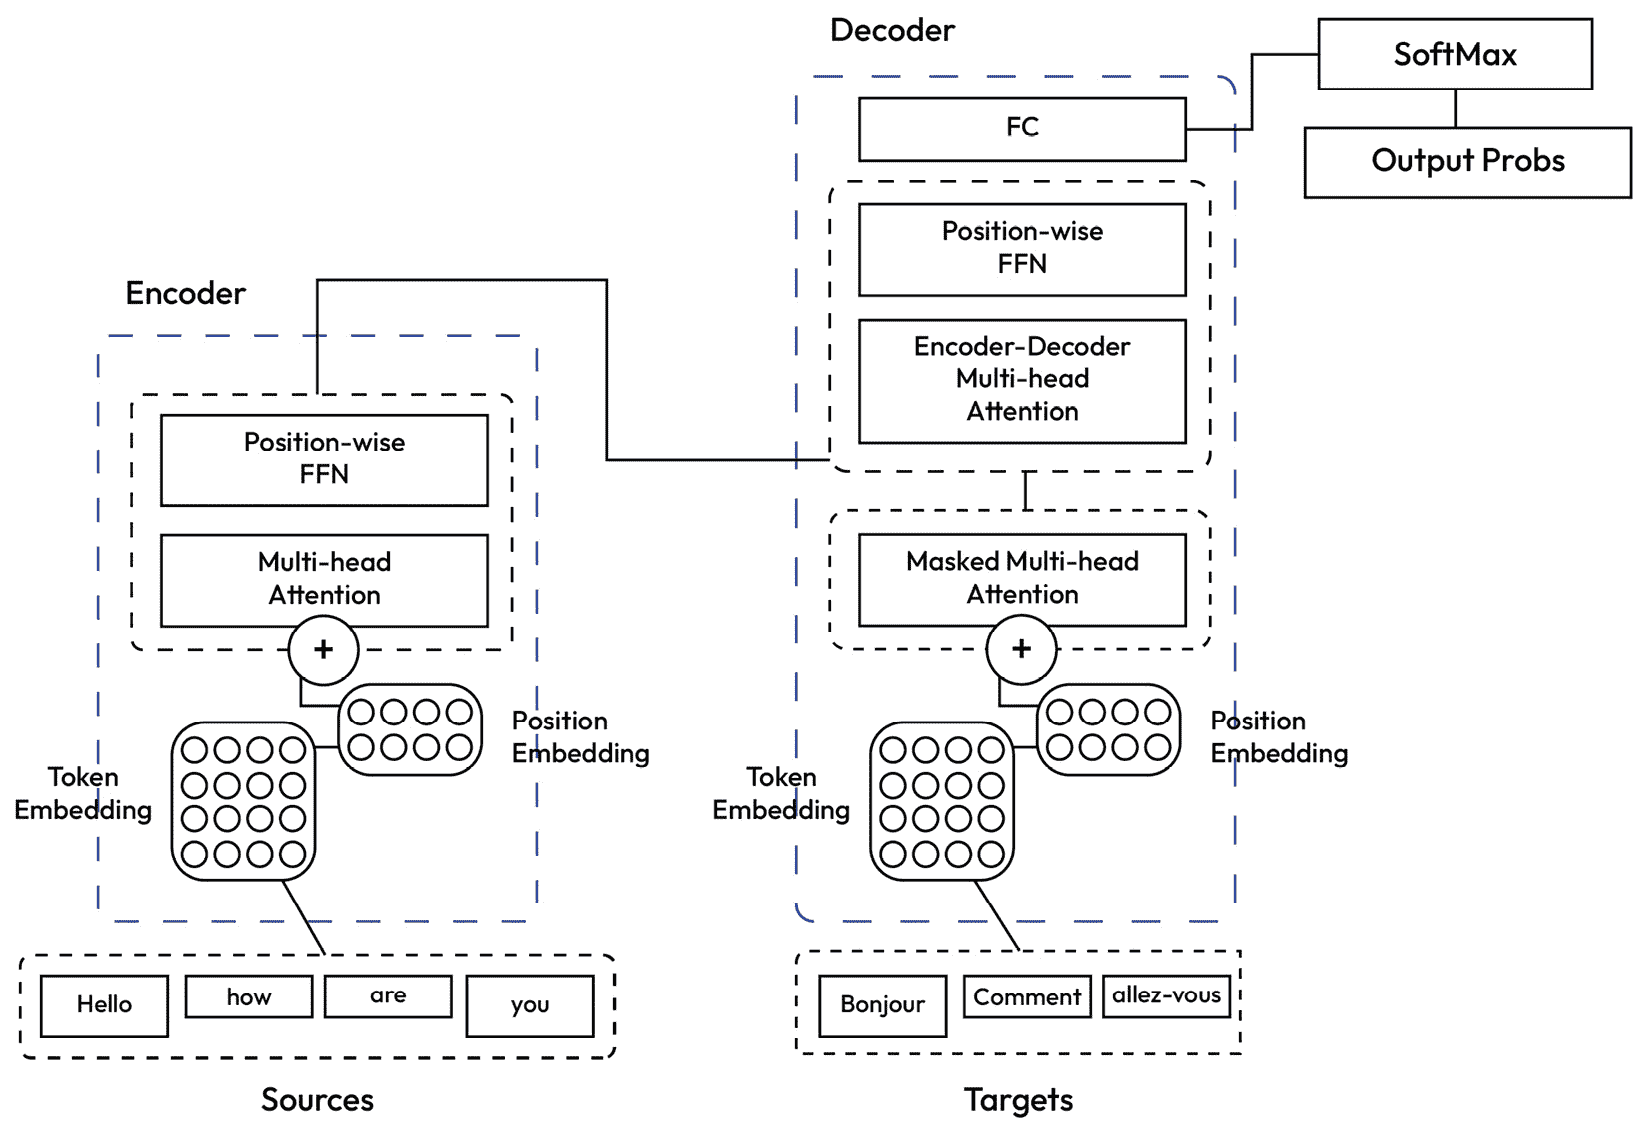 Decoder
SoftMax
FC
Output Probs
Position-wise
FFN
Encoder
Encoder-Decoder
Multi-head
Attention
Position-wise
FFN
Multi-head
Attention
Masked Multi-head
Attention
+
+
Position
Embedding
Position
Embedding
Token
Embedding
Token
Embedding
Hello
how
are
you
Bonjour
Comment
allez-vous
Sources
Targets